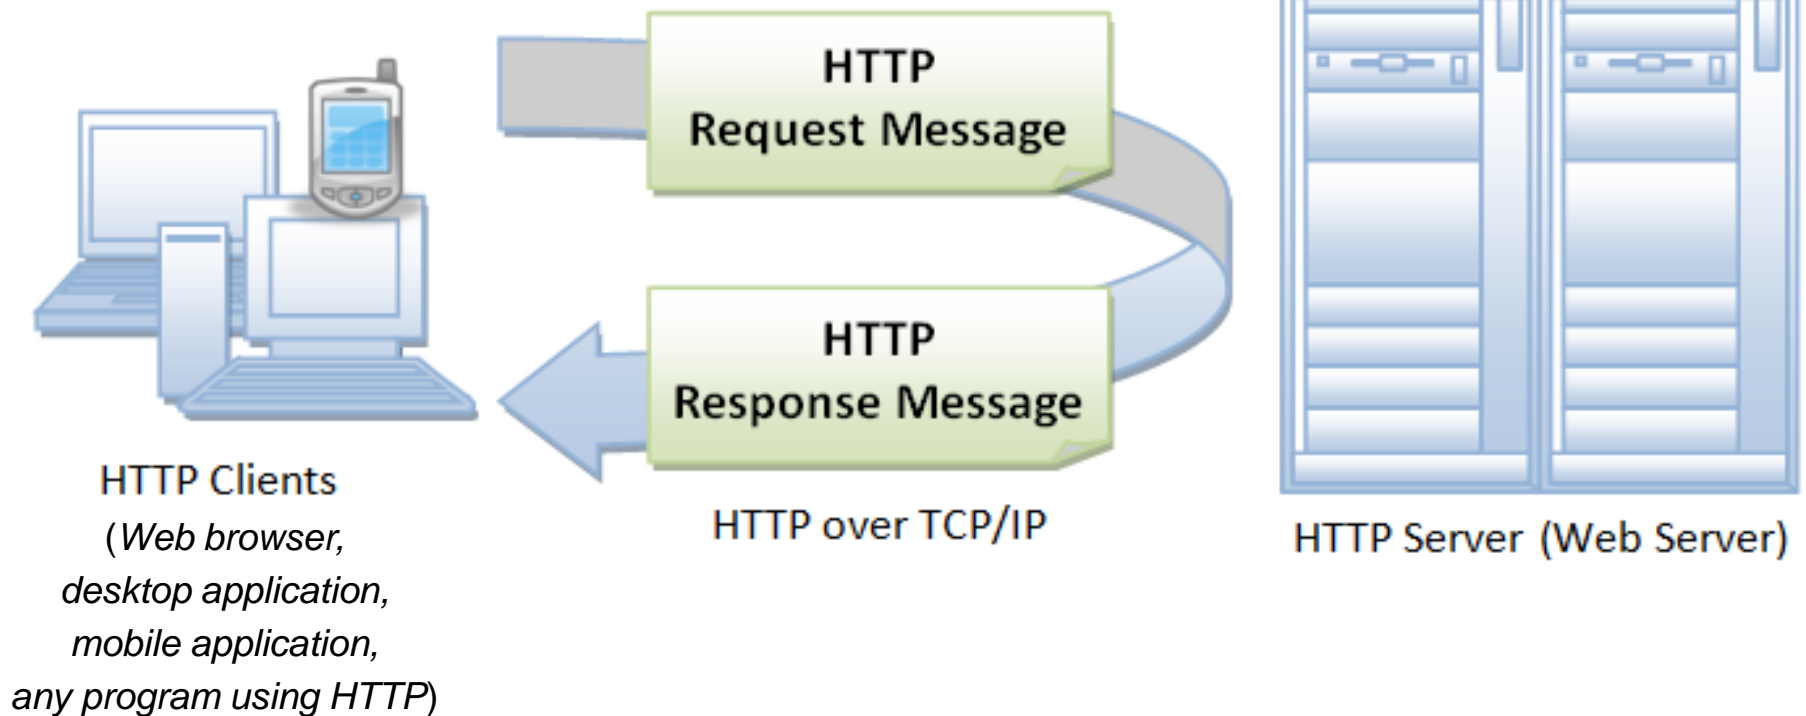 HTTP
Request Message
HTTP
Response Message
HTTP Clients
(Web browser,
desktop application,
mobile application,
any program using HTTP)
HTTP over TCP/IP
HTTP Server (Web Server)